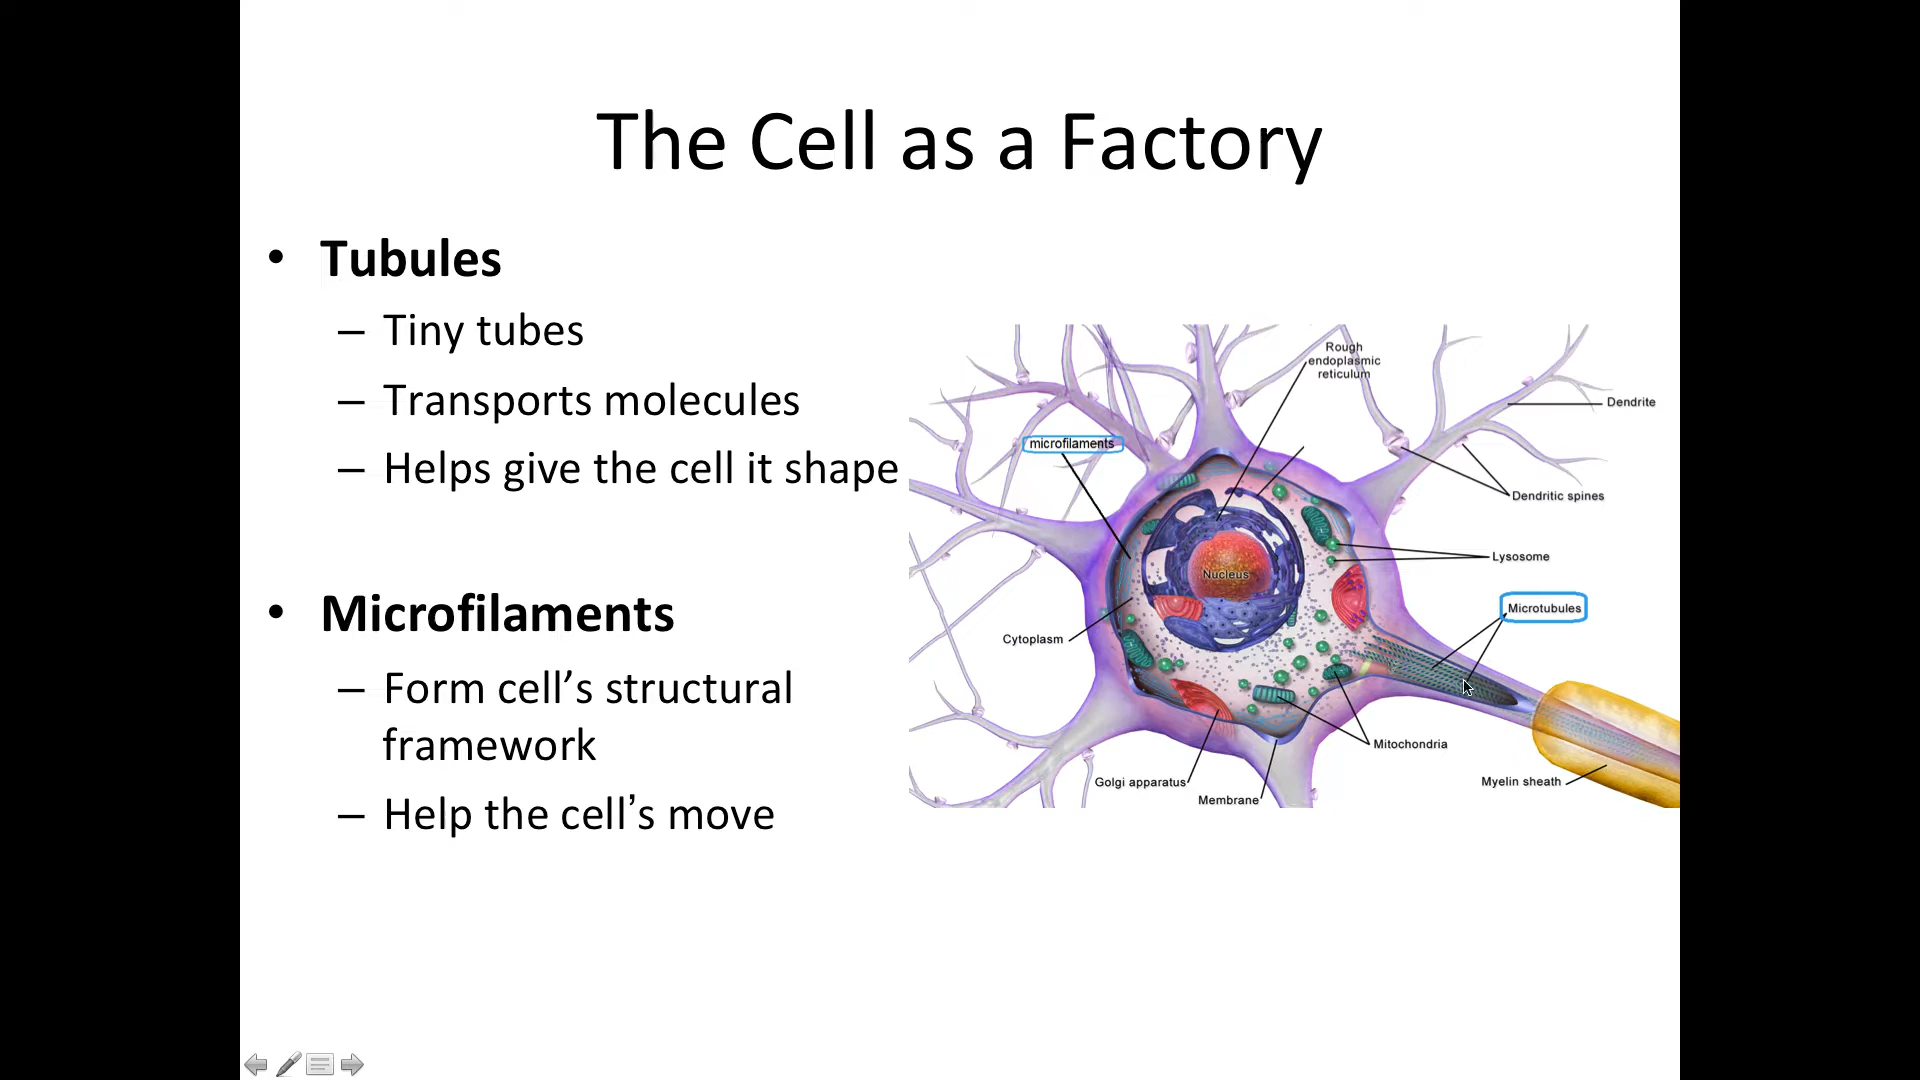 The Cell as a Factory
• Tubules
– Tiny tubes
– Transports molecules
– Helps give the cell it shape
• Microfilaments
– Form cell’s structural
framework
– Help the cell’s move
Rough
endoplasmic
reticulum
Dendrite
microfilaments
Dendritic spines
Lysosome
Nucleus
Microtubules
Cytoplasm
Mitochondria
Golgi apparatus
Myelin sheath
Membrane